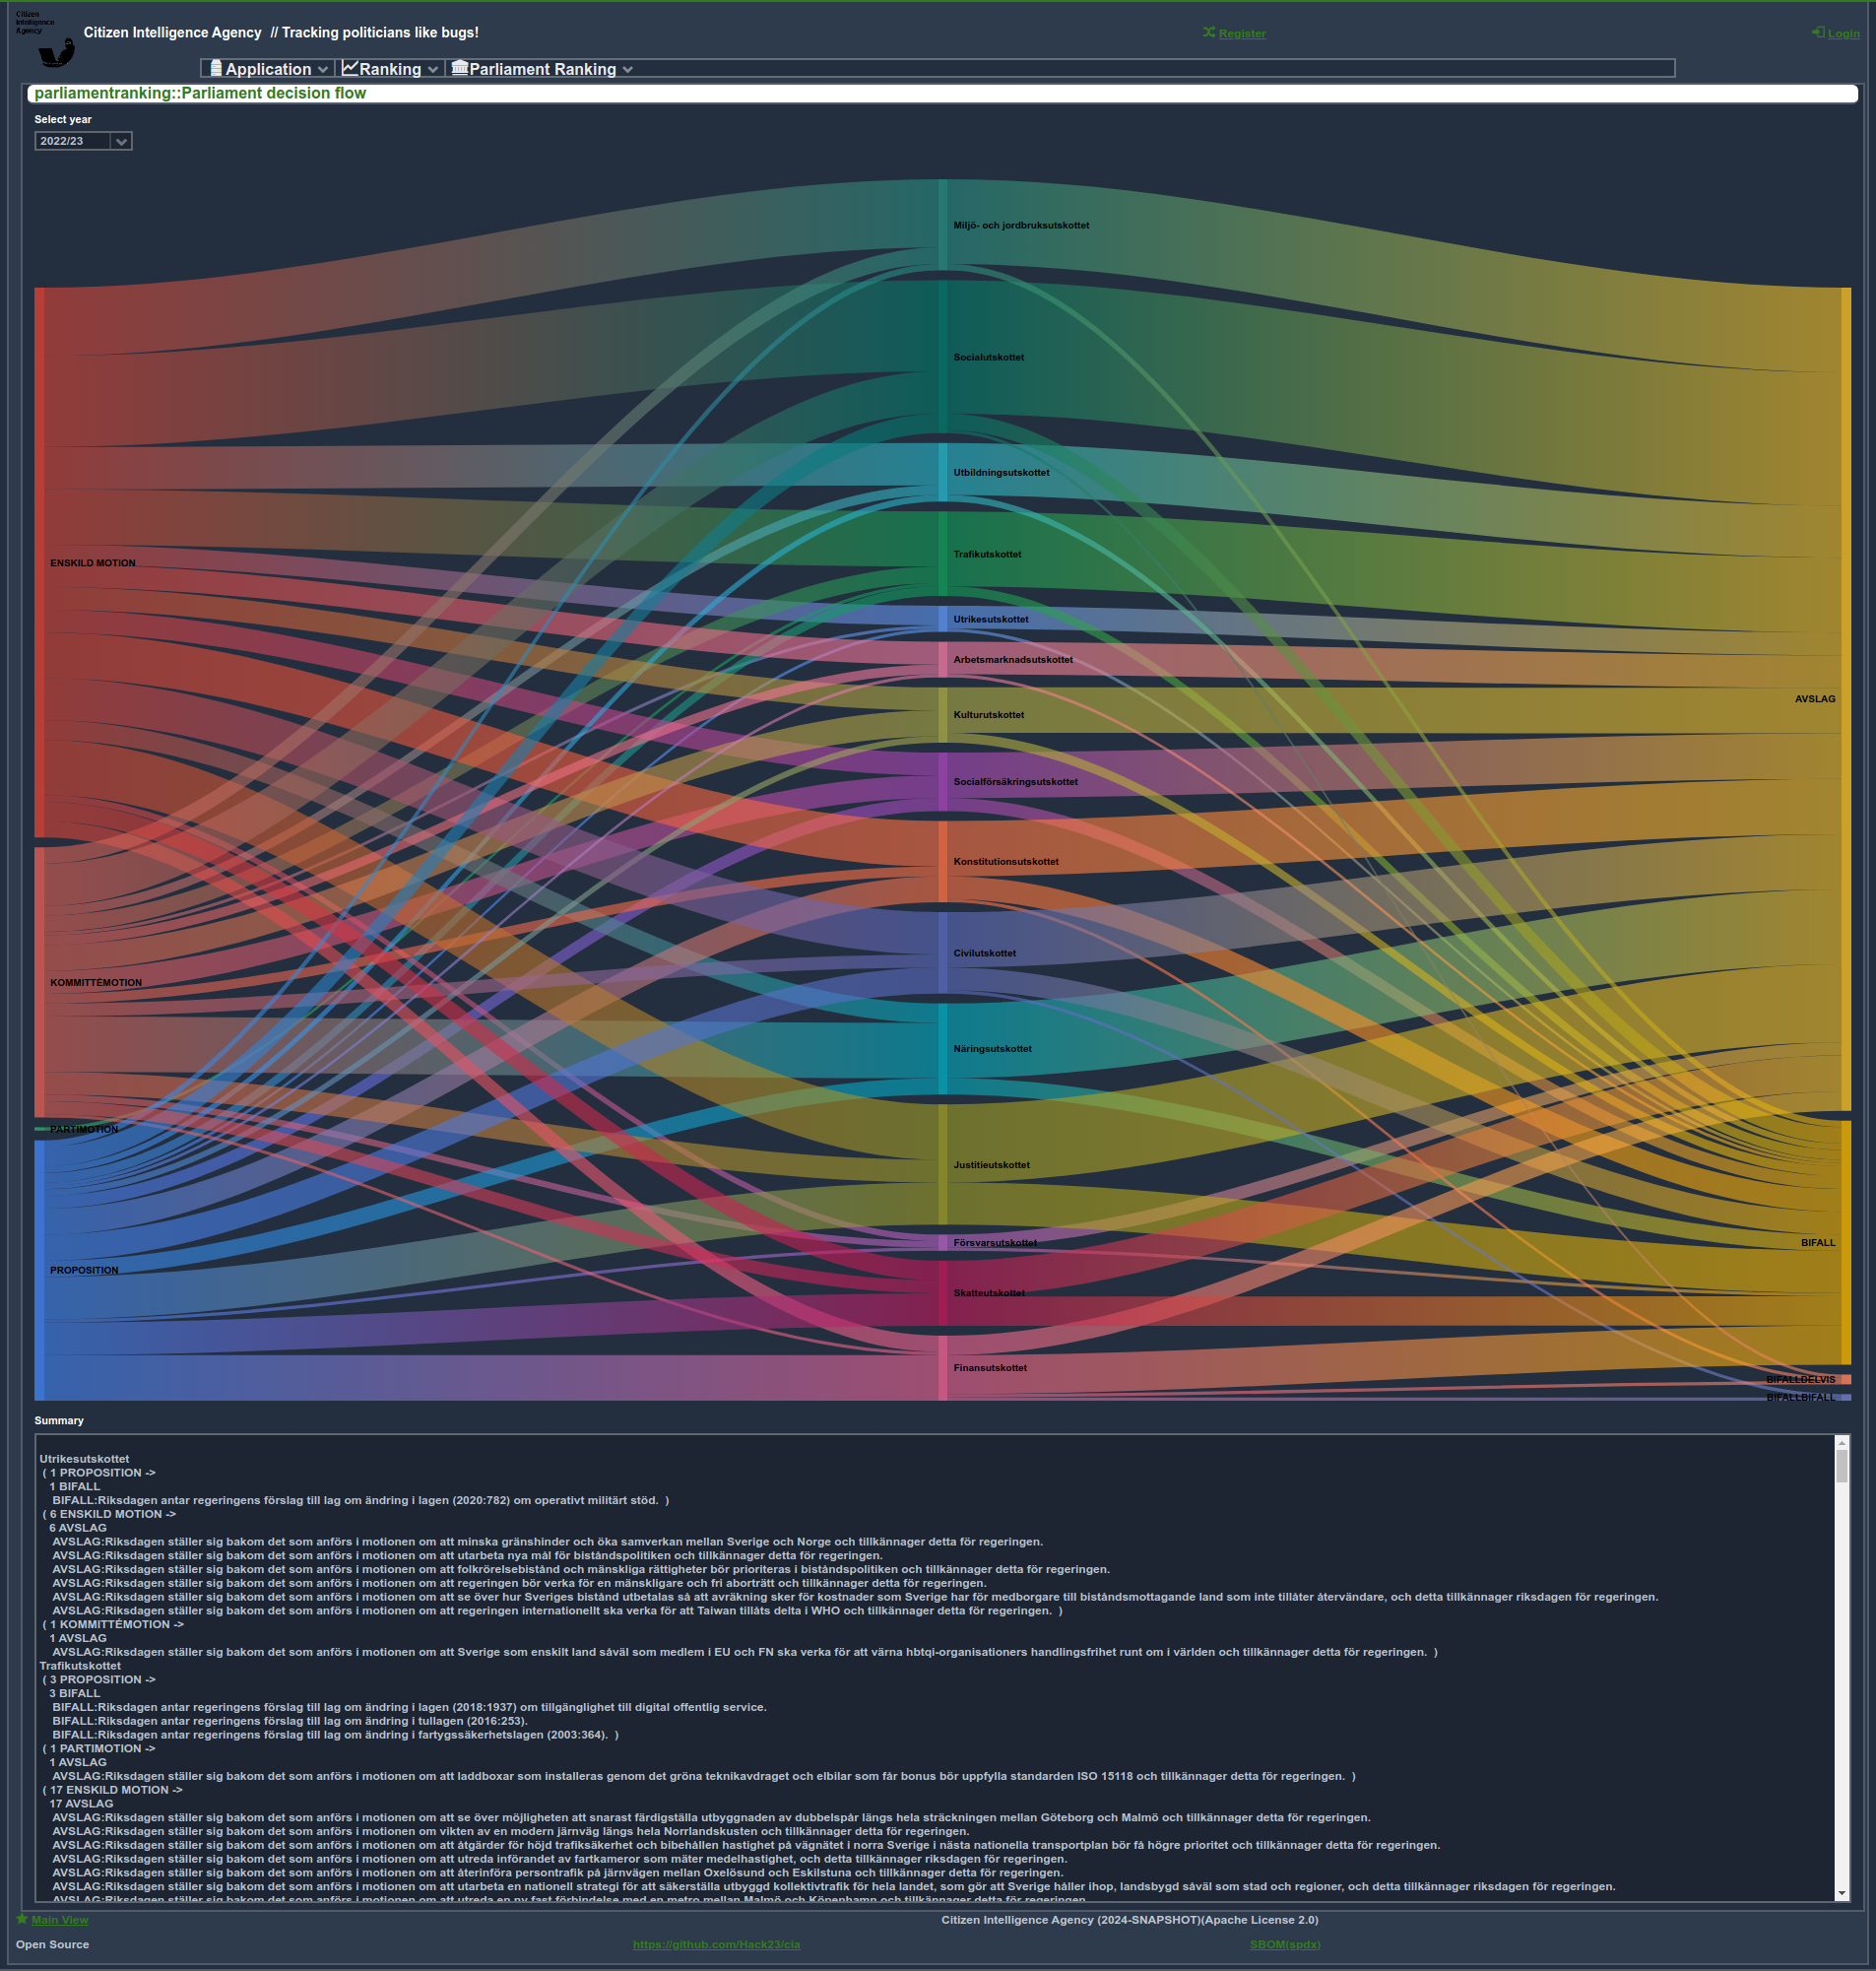 Citizen
Intelligence
Agency
Citizen Intelligence Agency // Tracking politicians like bugs!
Register
Login
Application
Ranking
Parliament Ranking
parliamentranking::Parliament decision flow
Select year
2022/23
Miljö- och jordbruksutskottet
Socialutskottet
Utbildningsutskottet
Trafikutskottet
ENSKILD MOTION
Utrikesutskottet
Arbetsmarknadsutskottet
AVSLAG
Kulturutskottet
Socialförsäkringsutskottet
Konstitutionsutskottet
Civilutskottet
KOMMITTÉMOTION
Näringsutskottet
PARTIMOTION
Justitieutskottet
Försvarsutskottet
BIFALL
PROPOSITION
Skatteutskottet
Finansutskottet
BIFALLDELVIS
BIFALLBIFALL
Summary
Utrikesutskottet
( 1 PROPOSITION ->
1 BIFALL
BIFALL:Riksdagen antar regeringens förslag till lag om ändring i lagen (2020:782) om operativt militärt stöd. )
( 6 ENSKILD MOTION ->
6 AVSLAG
AVSLAG:Riksdagen ställer sig bakom det som anförs i motionen om att minska gränshinder och öka samverkan mellan Sverige och Norge och tillkännager detta för regeringen.
AVSLAG:Riksdagen ställer sig bakom det som anförs i motionen om att utarbeta nya mål för biståndspolitiken och tillkännager detta för regeringen.
AVSLAG:Riksdagen ställer sig bakom det som anförs i motionen om att folkrörelsebistånd och mänskliga rättigheter bör prioriteras i biståndspolitiken och tillkännager detta för regeringen.
AVSLAG:Riksdagen ställer sig bakom det som anförs i motionen om att regeringen bör verka för en mänskligare och fri aborträtt och tillkännager detta för regeringen.
AVSLAG:Riksdagen ställer sig bakom det som anförs i motionen om att se över hur Sveriges bistånd utbetalas så att avräkning sker för kostnader som Sverige har för medborgare till biståndsmottagande land som inte tillåter återvändare, och detta tillkännager riksdagen för regeringen.
AVSLAG:Riksdagen ställer sig bakom det som anförs i motionen om att regeringen internationellt ska verka för att Taiwan tillåts delta i WHO och tillkännager detta för regeringen. )
( 1 KOMMITTÉMOTION ->
1 AVSLAG
AVSLAG:Riksdagen ställer sig bakom det som anförs i motionen om att Sverige som enskilt land såväl som medlem i EU och FN ska verka för att värna hbtqi-organisationers handlingsfrihet runt om i världen och tillkännager detta för regeringen. )
Trafikutskottet
( 3 PROPOSITION ->
3 BIFALL
BIFALL:Riksdagen antar regeringens förslag till lag om ändring i lagen (2018:1937) om tillgänglighet till digital offentlig service.
BIFALL:Riksdagen antar regeringens förslag till lag om ändring i tullagen (2016:253).
BIFALL:Riksdagen antar regeringens förslag till lag om ändring i fartygssäkerhetslagen (2003:364). )
( 1 PARTIMOTION ->
1 AVSLAG
AVSLAG:Riksdagen ställer sig bakom det som anförs i motionen om att laddboxar som installeras genom det gröna teknikavdraget och elbilar som får bonus bör uppfylla standarden ISO 15118 och tillkännager detta för regeringen. )
( 17 ENSKILD MOTION ->
17 AVSLAG
AVSLAG:Riksdagen ställer sig bakom det som anförs i motionen om att se över möjligheten att snarast färdigställa utbyggnaden av dubbelspår längs hela sträckningen mellan Göteborg och Malmö och tillkännager detta för regeringen.
AVSLAG:Riksdagen ställer sig bakom det som anförs i motionen om vikten av en modern järnväg längs hela Norrlandskusten och tillkännager detta för regeringen.
AVSLAG:Riksdagen ställer sig bakom det som anförs i motionen om att åtgärder för höjd trafiksäkerhet och bibehållen hastighet på vägnätet i norra Sverige i nästa nationella transportplan bör få högre prioritet och tillkännager detta för regeringen.
AVSLAG:Riksdagen ställer sig bakom det som anförs i motionen om att utreda införandet av fartkameror som mäter medelhastighet, och detta tillkännager riksdagen för regeringen.
AVSLAG:Riksdagen ställer sig bakom det som anförs i motionen om att återinföra persontrafik på järnvägen mellan Oxelösund och Eskilstuna och tillkännager detta för regeringen.
AVSLAG:Riksdagen ställer sig bakom det som anförs i motionen om att utarbeta en nationell strategi för att säkerställa utbyggd kollektivtrafik för hela landet, som gör att Sverige håller ihop, landsbygd såväl som stad och regioner, och detta tillkännager riksdagen för regeringen.
AVSLAG:Riksdagen ställer sig bakom det som anförs i motionen om att utreda en ny fast förbindelse med en metro mellan Malmö och Köpenhamn och tillkännager detta för regeringen.
Main View
Citizen Intelligence Agency (2024-SNAPSHOT)(Apache License 2.0)
Open Source
https://github.com/Hack23/cia
SBOM(spdx)